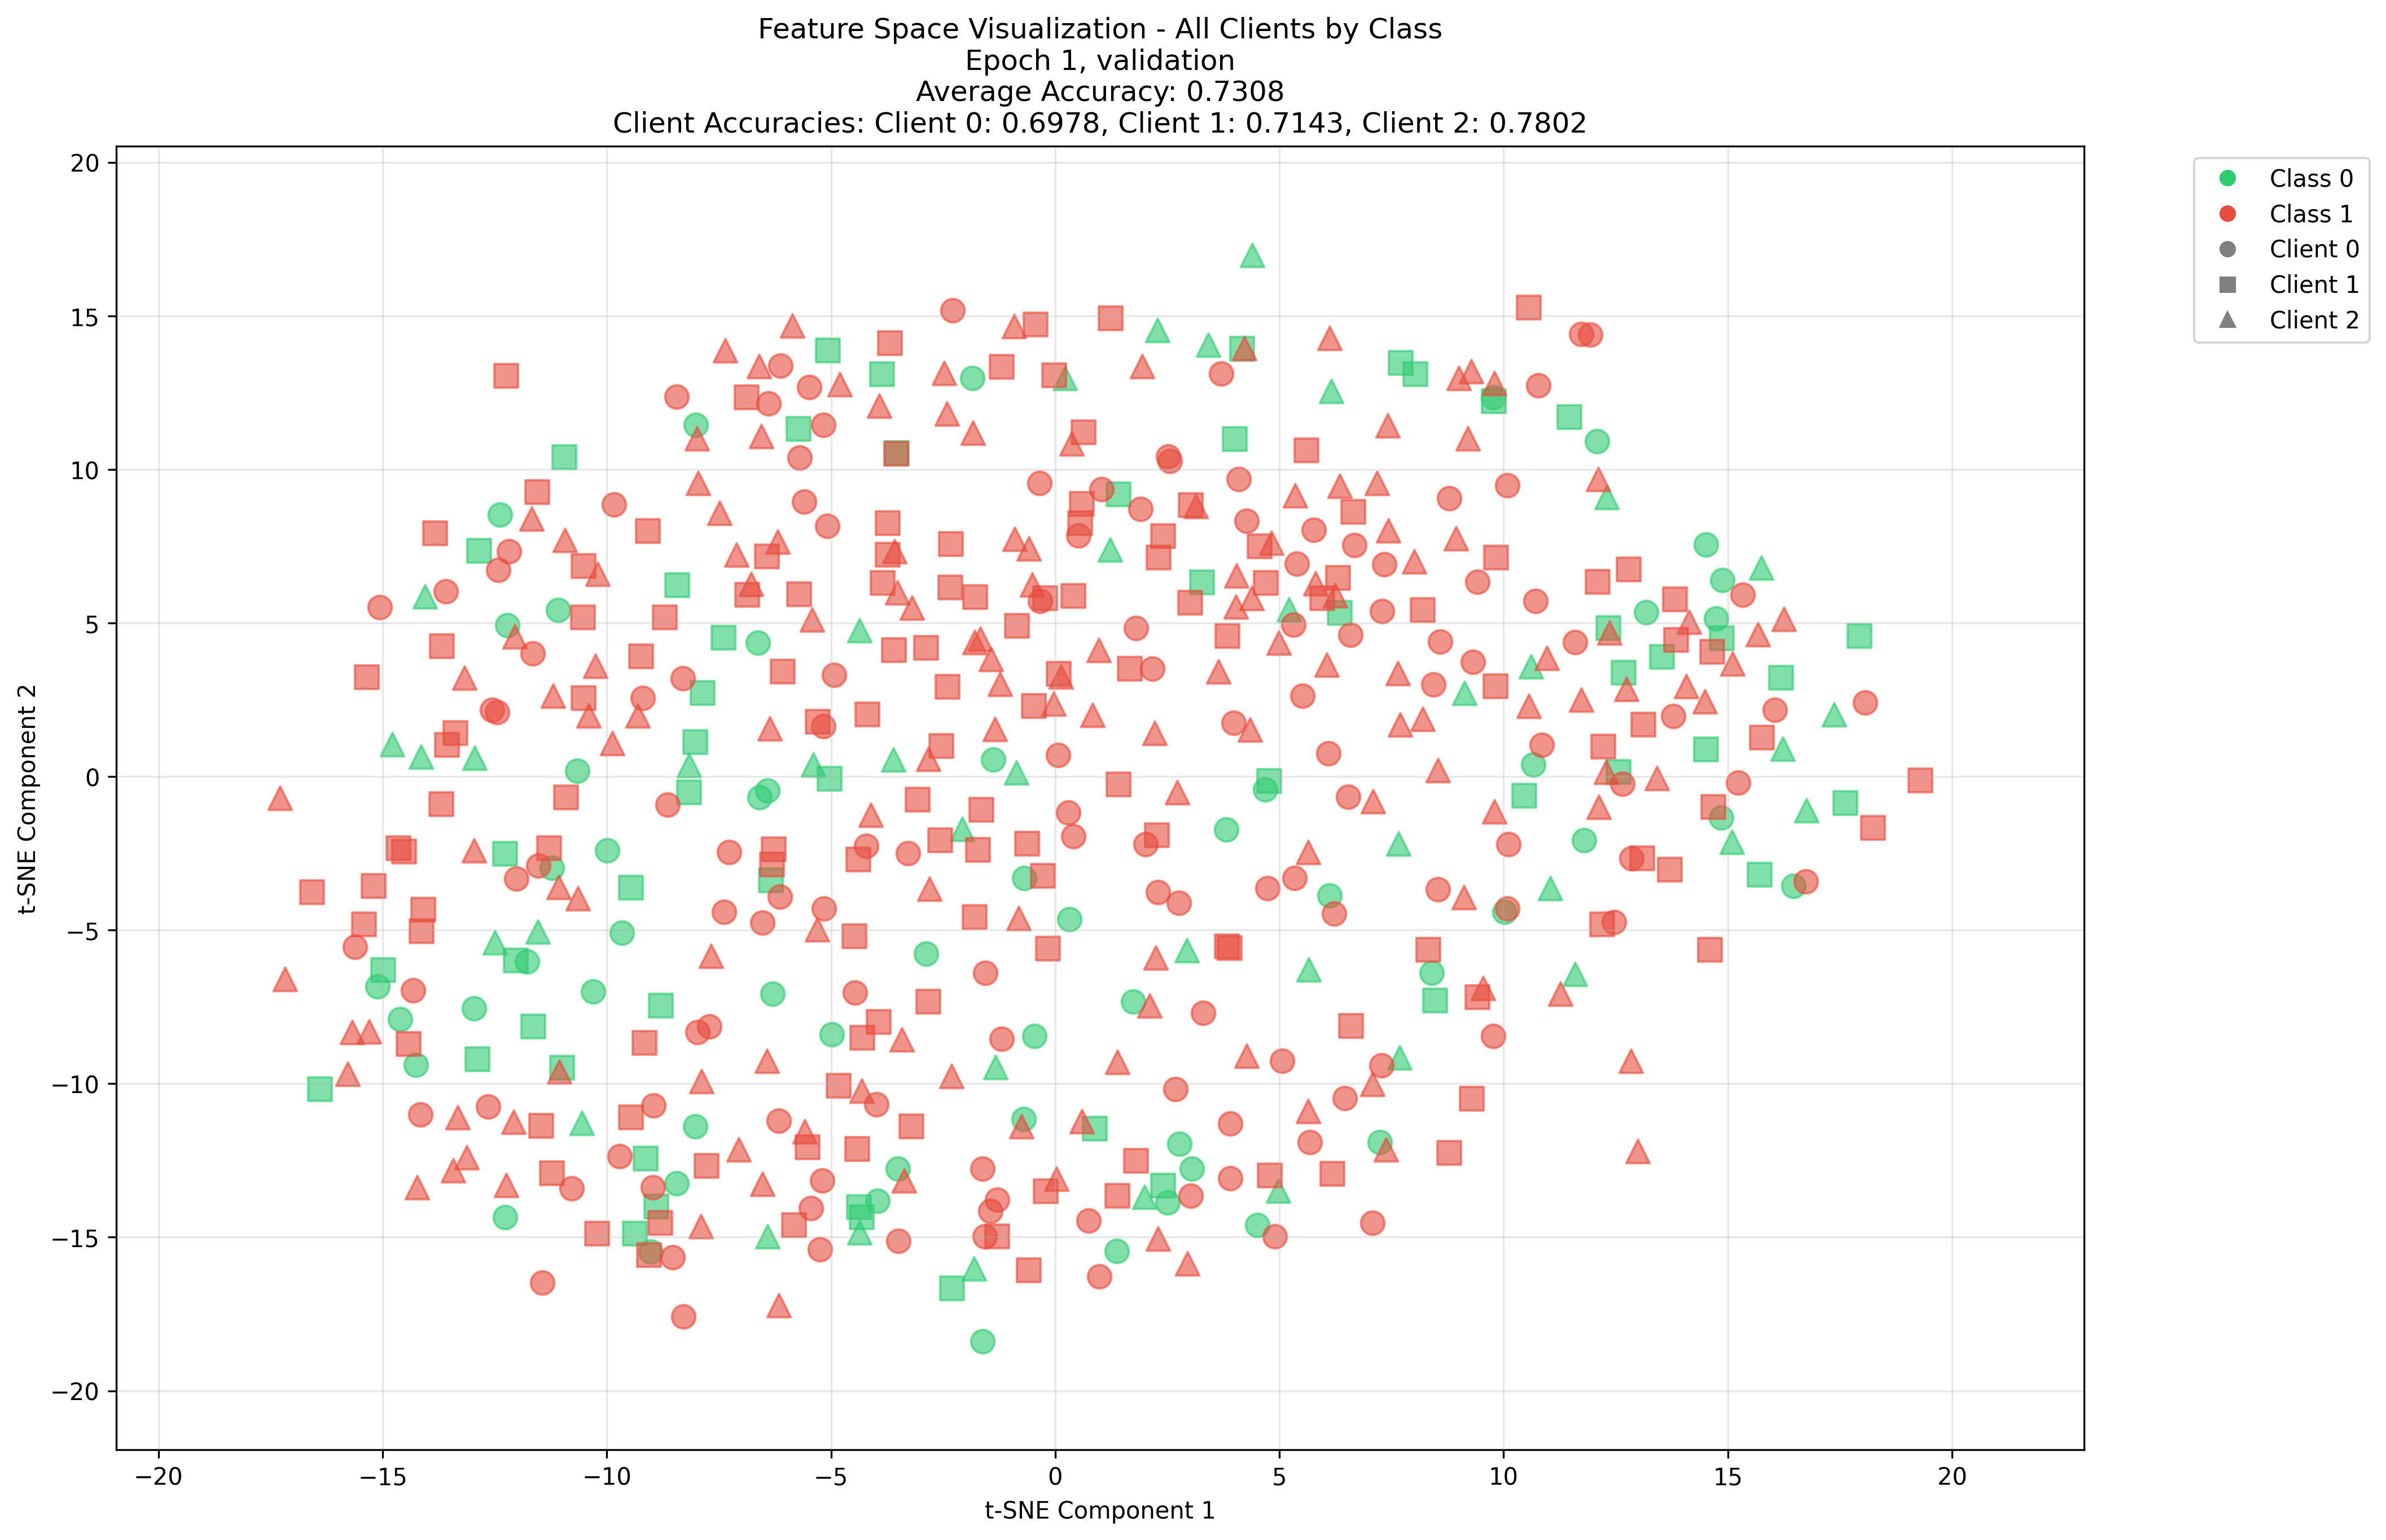 Feature Space Visualization - All Clients by Class
Epoch 1, validation
Average Accuracy: 0.7308
Client Accuracies: Client 0: 0.6978, Client 1: 0.7143, Client 2: 0.7802
Class 0
Class 1
Client 0
Client 1
Client 2
t-SNE Component 2
20
15
10
5
0
−5
−10
−15
−20
−20
−15
−10
−5
0
5
10
15
20
t-SNE Component 1